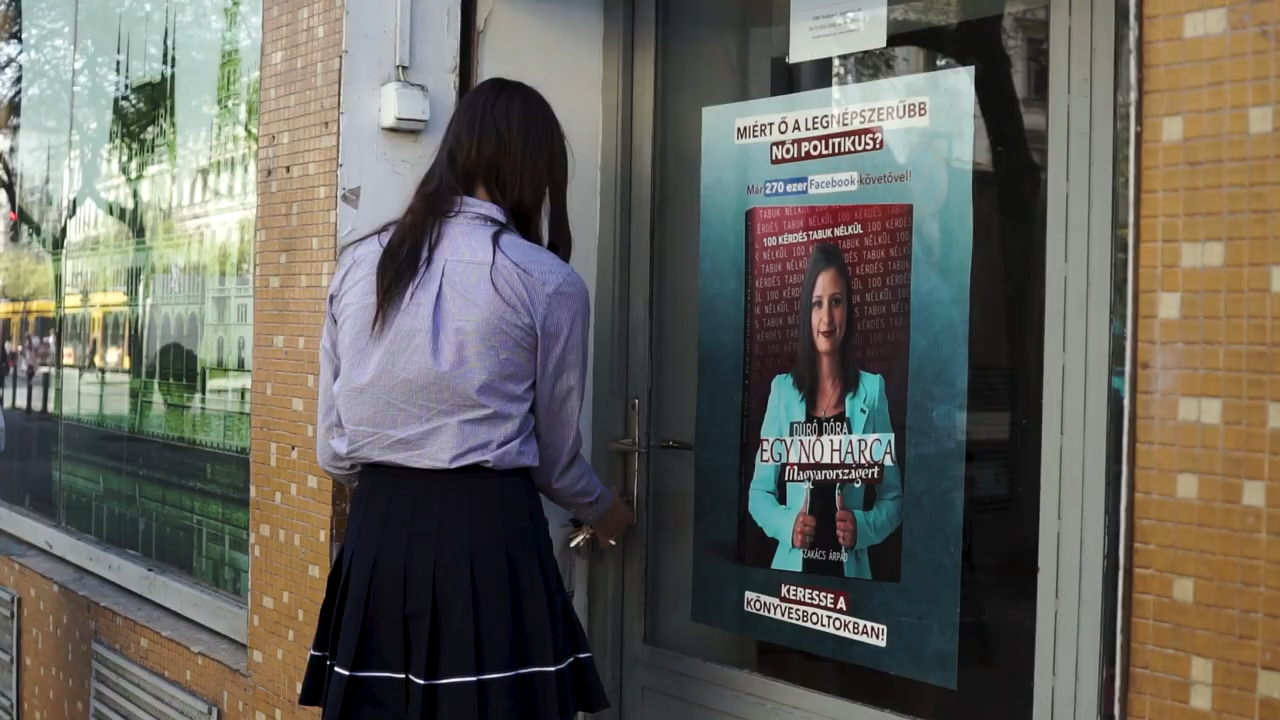 MIÉRT Ő A LEGNÉPSZERŰBB
NŐI POLITIKUS?
Már 270 ezer Facebook-követővel!
100 KÉRDÉS TABUK NÉLKÜL
DURÓ DÓRA
EGY NŐ HARCA
Magyarországért
SZAKÁCS ÁRPÁD
KERESSE A
KÖNYVESBOLTOKBAN!